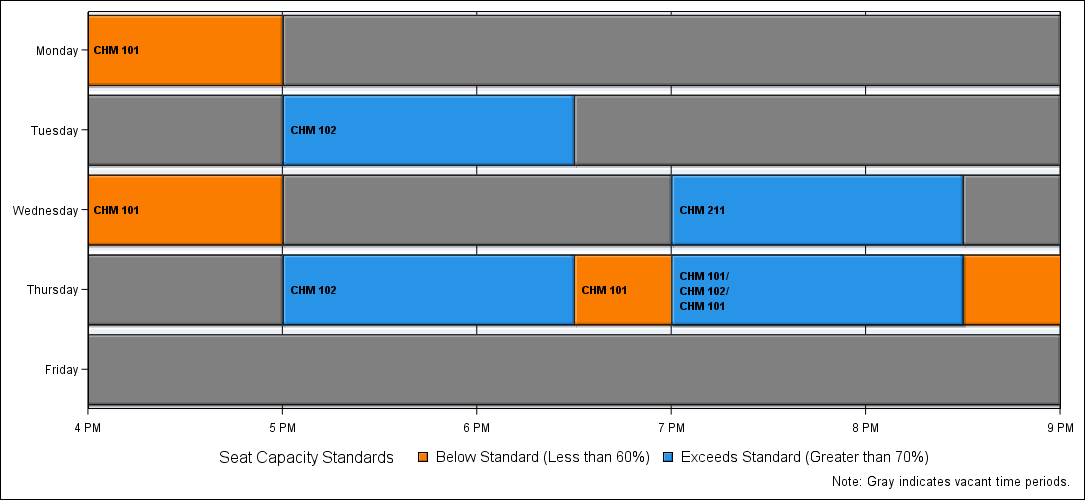 Monday
CHM 101
Tuesday
CHM 102
Wednesday
CHM 101
CHM 211
Thursday
CHM 102
CHM 101
CHM 101/
CHM 102/
CHM 101
Friday
4 PM 5 PM 6 PM 7 PM 8 PM 9 PM
Seat Capacity Standards Below Standard (Less than 60%) Exceeds Standard (Greater than 70%)
Note: Gray indicates vacant time periods.